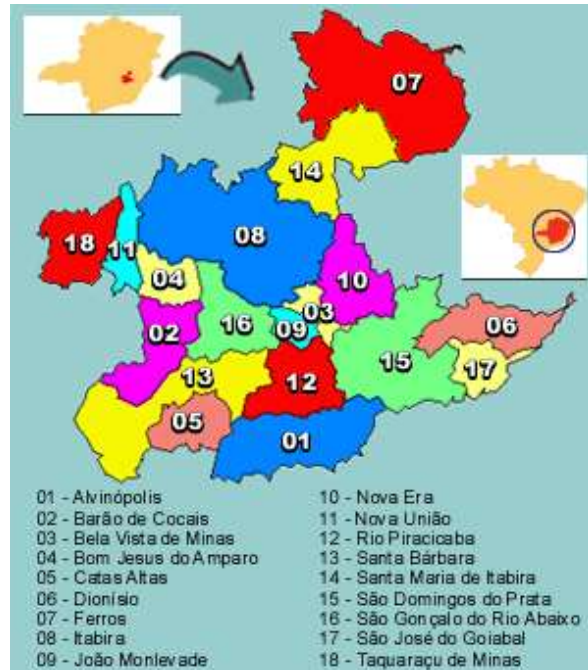 07
14
18
11
08
04
10
03
02
16
09
06
15
17
13
12
05
01
01 - Alvinópolis
02 - Barão de Cocais
03 - Bela Vista de Minas
04 - Bom Jesus do Amparo
05 - Catas Altas
06 - Dionísio
07 - Ferros
08 - Itabira
09 - João Monlevade
10 - Nova Era
11 - Nova União
12 - Rio Piracicaba
13 - Santa Bárbara
14 - Santa Maria de Itabira
15 - São Domingos do Prata
16 - São Gonçalo do Rio Abaixo
17 - São José do Goiabal
18 - Taquaraçu de Minas